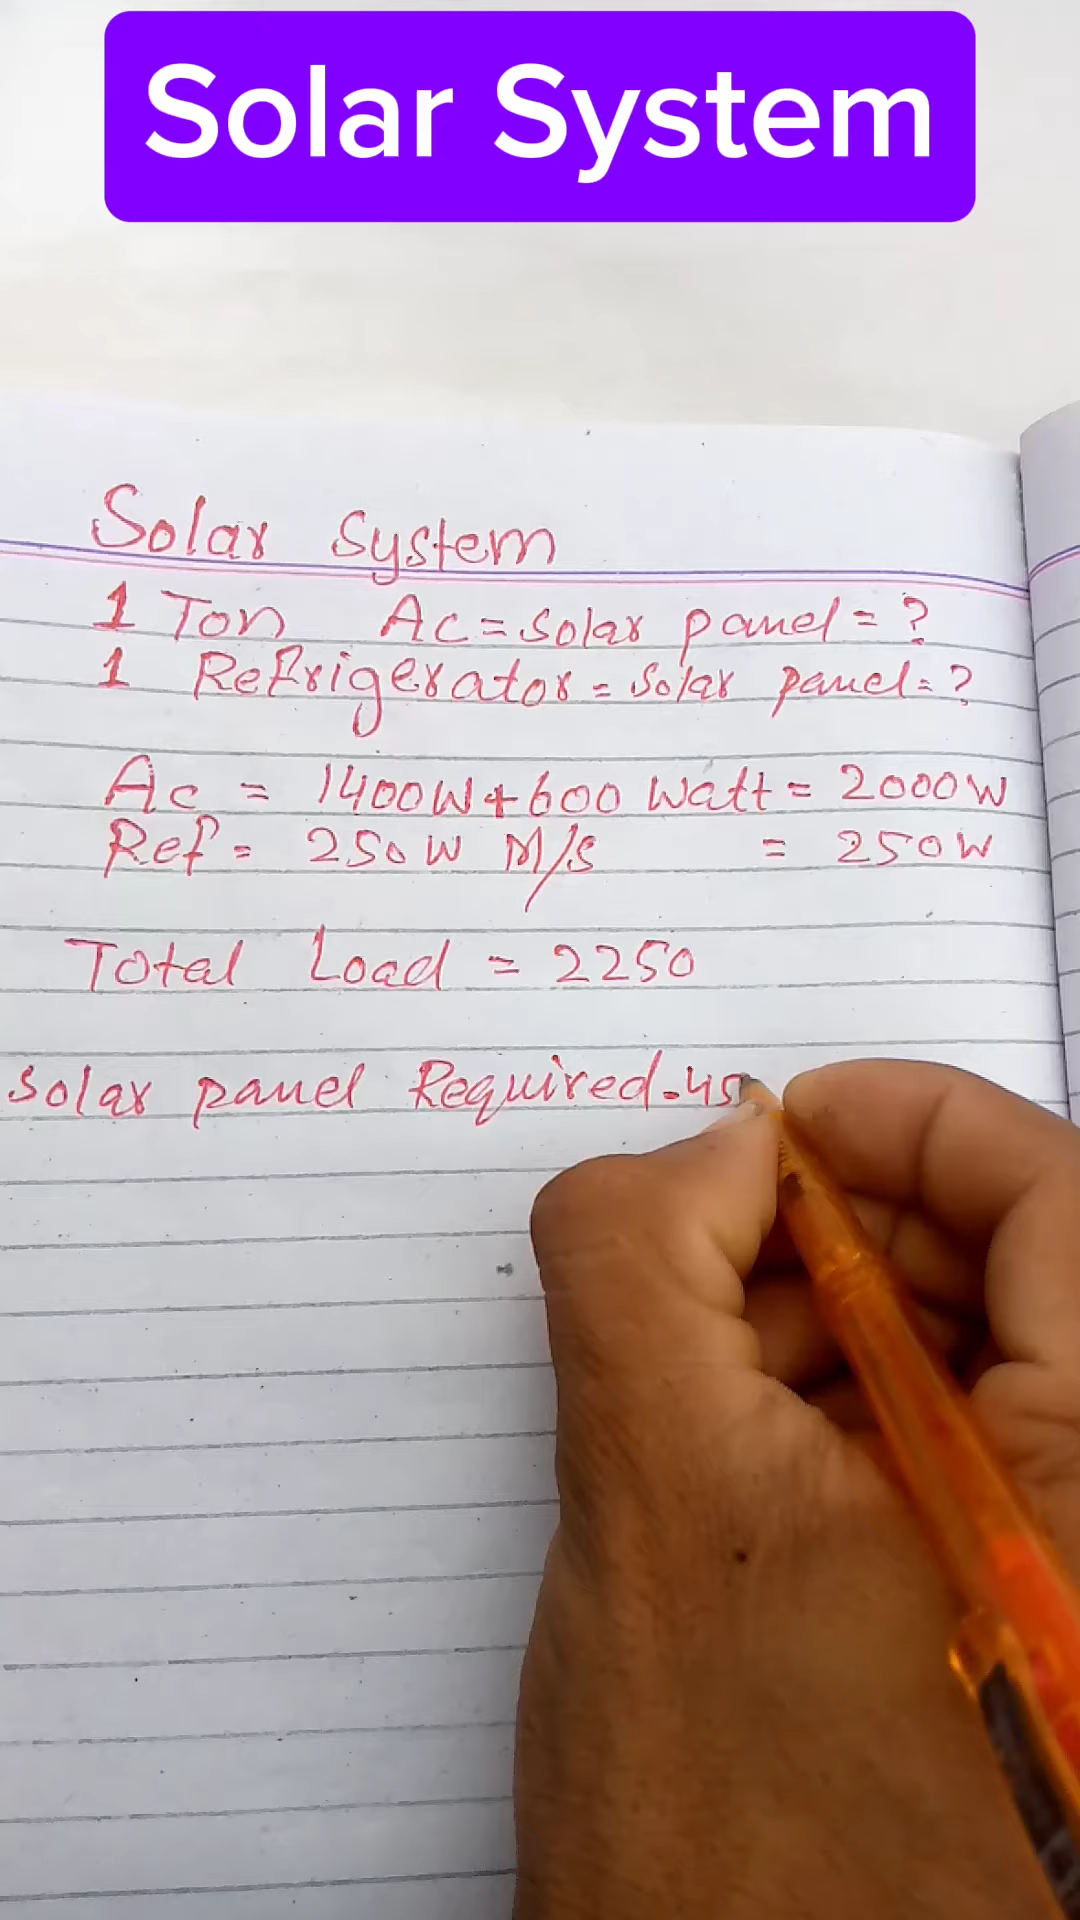 Solar System
Solar System
1 Ton Ac = Solar panel = ?
1 Refrigerator = Solar panel = ?
Ac = 1400W + 600 Watt = 2000W
Ref = 250W M/S = 250W
Total Load = 2250
Solar panel Required - 45